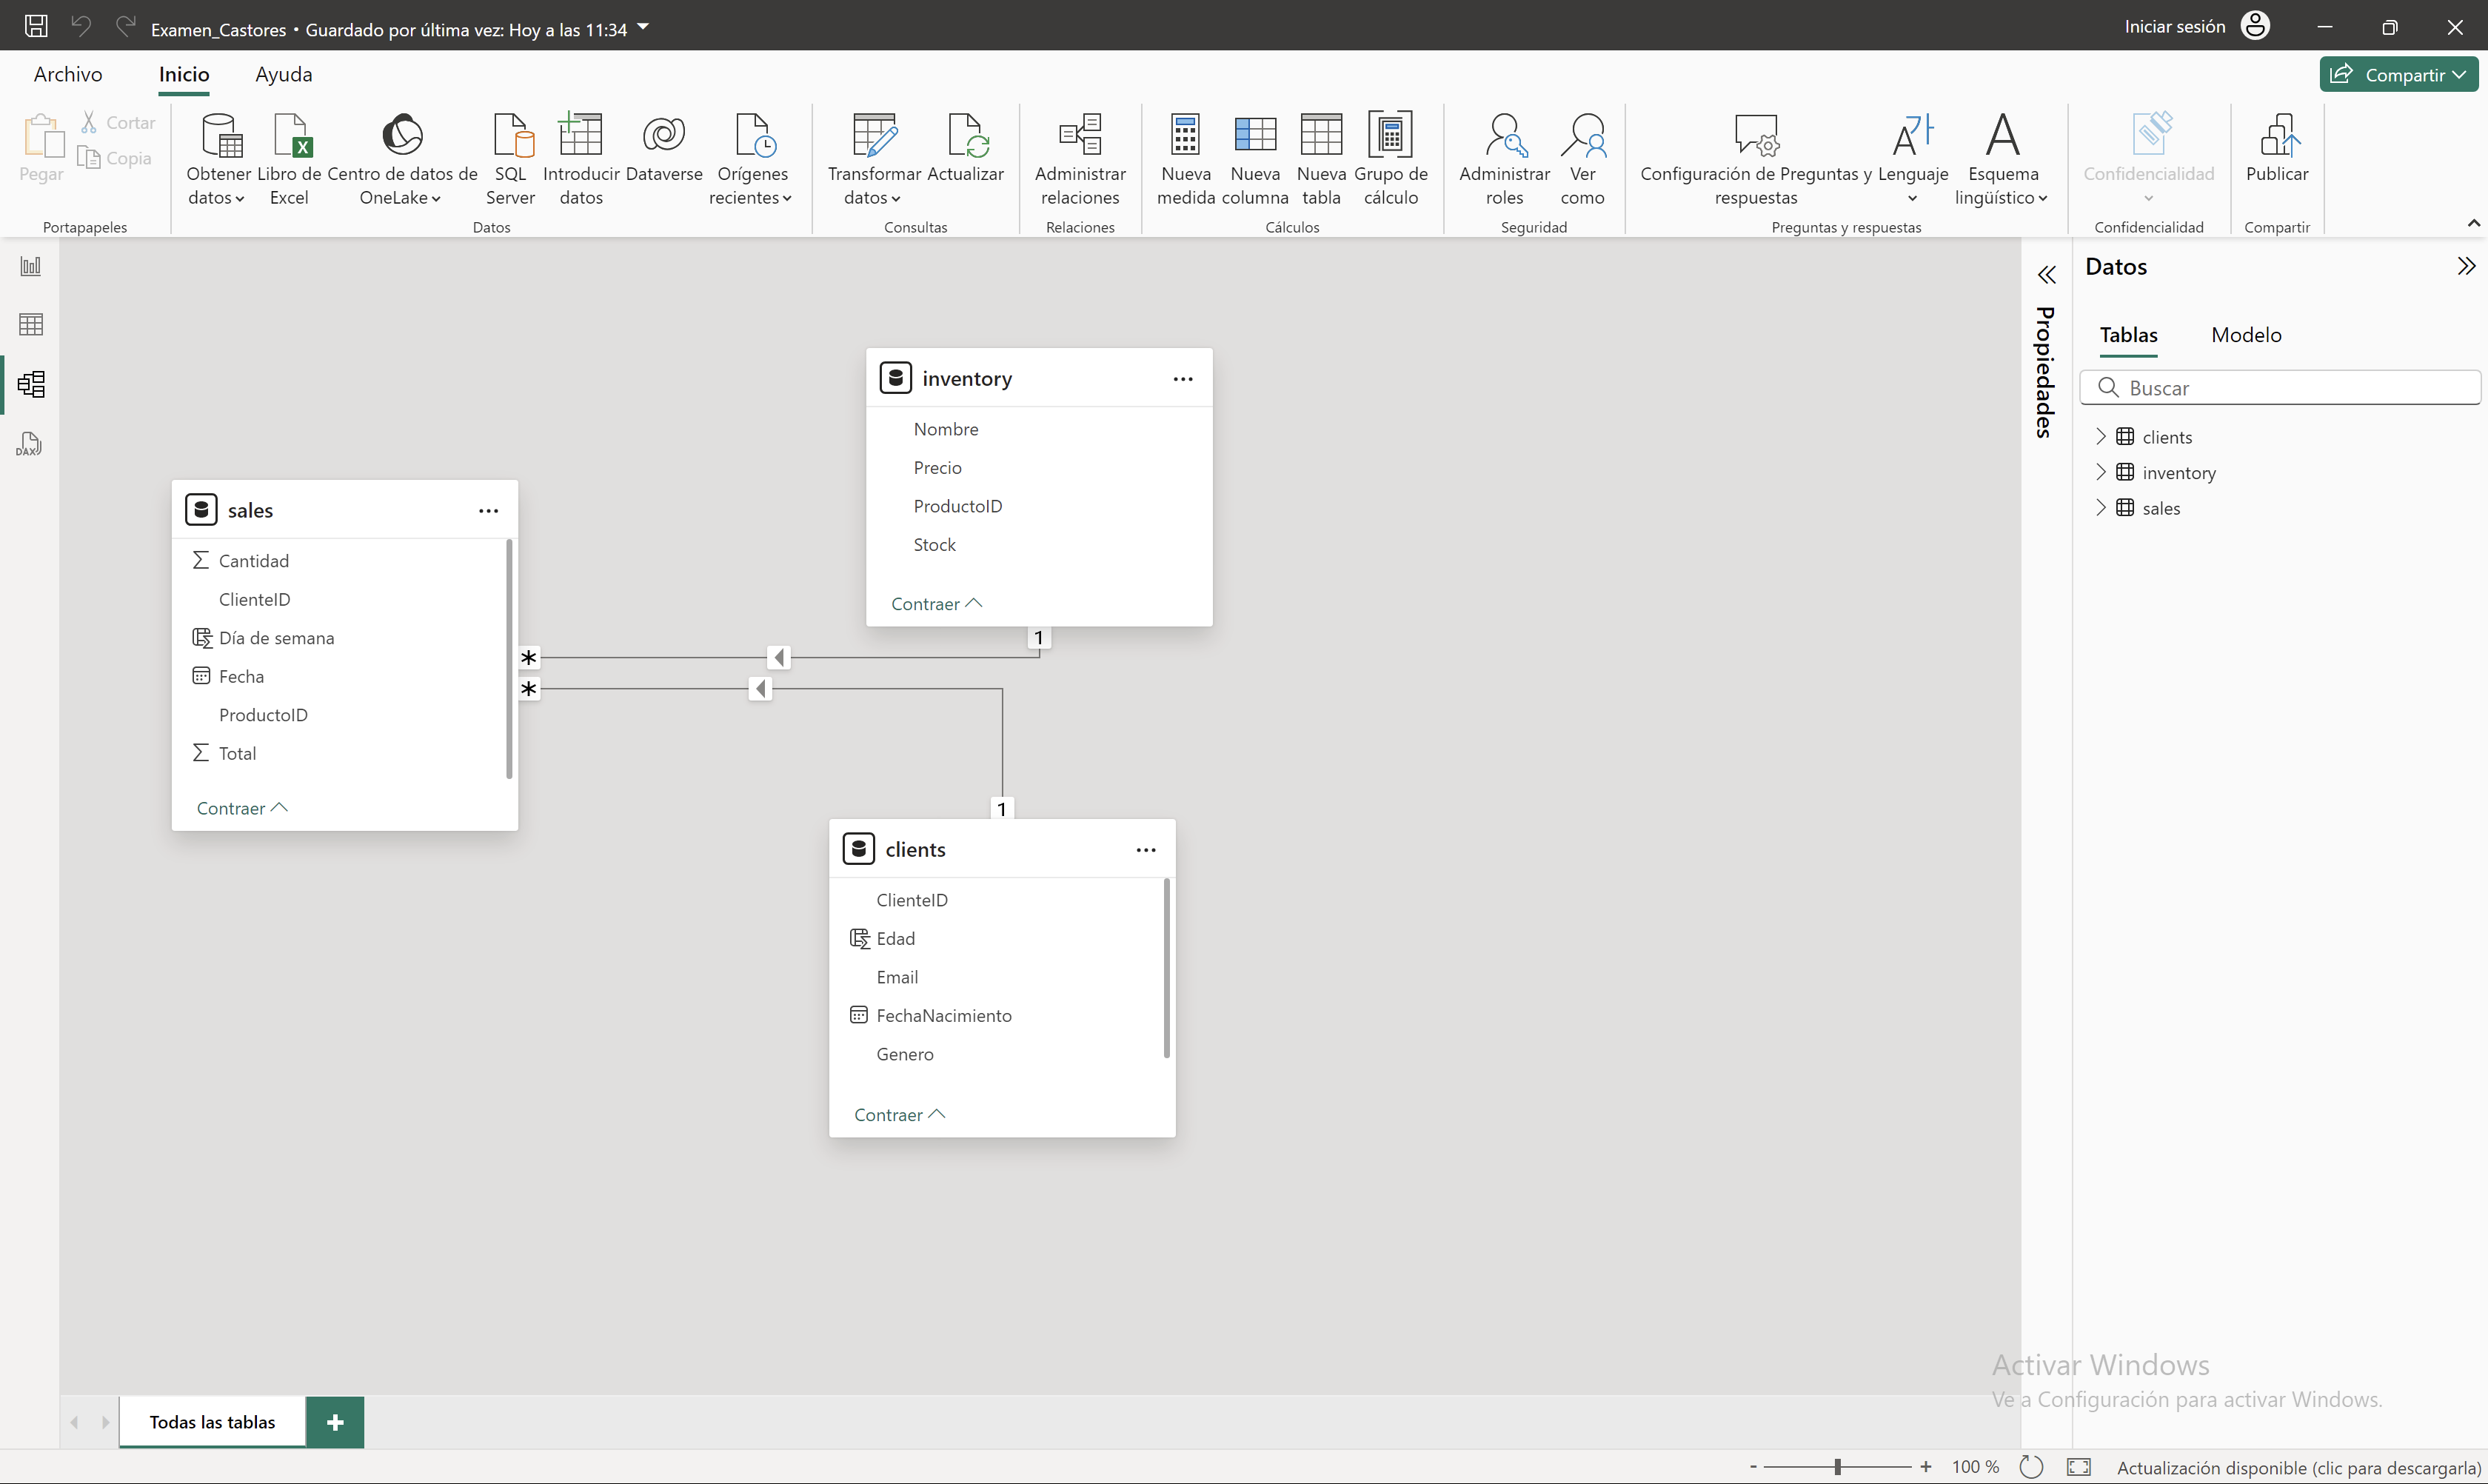 Examen_Castores • Guardado por última vez: Hoy a las 11:34
Iniciar sesión
Archivo
Inicio
Ayuda
Compartir
Pegar
Cortar
Copia
Portapapeles
Obtener datos
Libro de Excel
Centro de datos de OneLake
SQL Server
Introducir datos
Dataverse
Orígenes recientes
Datos
Transformar datos
Actualizar
Consultas
Administrar relaciones
Relaciones
Nueva medida
Nueva columna
Nueva tabla
Grupo de cálculo
Cálculos
Administrar roles
Ver como
Seguridad
Configuración de Preguntas y respuestas
Lenguaje
Esquema lingüístico
Preguntas y respuestas
Confidencialidad
Confidencialidad
Publicar
Compartir
DAX
inventory
Nombre
Precio
ProductoID
Stock
Contraer
sales
Cantidad
ClienteID
Día de semana
Fecha
ProductoID
Total
Contraer
*
1
*
1
clients
ClienteID
Edad
Email
FechaNacimiento
Genero
Contraer
Propiedades
Datos
Tablas
Modelo
Buscar
clients
inventory
sales
Activar Windows
Ve a Configuración para activar Windows.
Todas las tablas
+
- + 100 %
Actualización disponible (clic para descargarla)